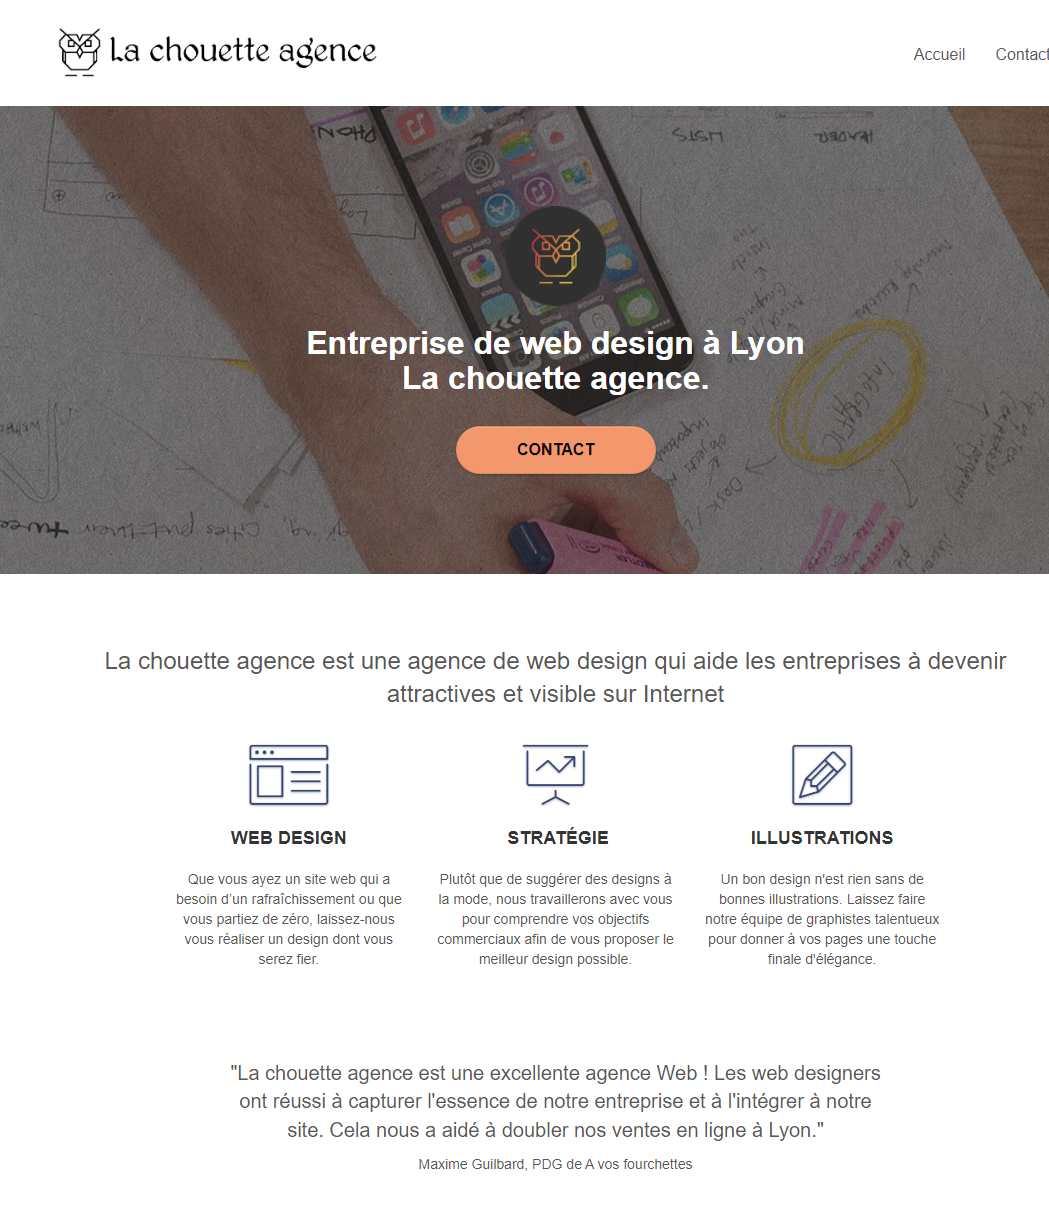 La chouette agence
Accueil Contact
Entreprise de web design à Lyon
La chouette agence.
CONTACT
La chouette agence est une agence de web design qui aide les entreprises à devenir
attractives et visible sur Internet
WEB DESIGN
Que vous ayez un site web qui a
besoin d’un rafraîchissement ou que
vous partiez de zéro, laissez-nous
vous réaliser un design dont vous
serez fier.
STRATÉGIE
Plutôt que de suggérer des designs à
la mode, nous travaillerons avec vous
pour comprendre vos objectifs
commerciaux afin de vous proposer le
meilleur design possible.
ILLUSTRATIONS
Un bon design n'est rien sans de
bonnes illustrations. Laissez faire
notre équipe de graphistes talentueux
pour donner à vos pages une touche
finale d'élégance.
"La chouette agence est une excellente agence Web ! Les web designers
ont réussi à capturer l'essence de notre entreprise et à l'intégrer à notre
site. Cela nous a aidé à doubler nos ventes en ligne à Lyon."
Maxime Guilbard, PDG de A vos fourchettes